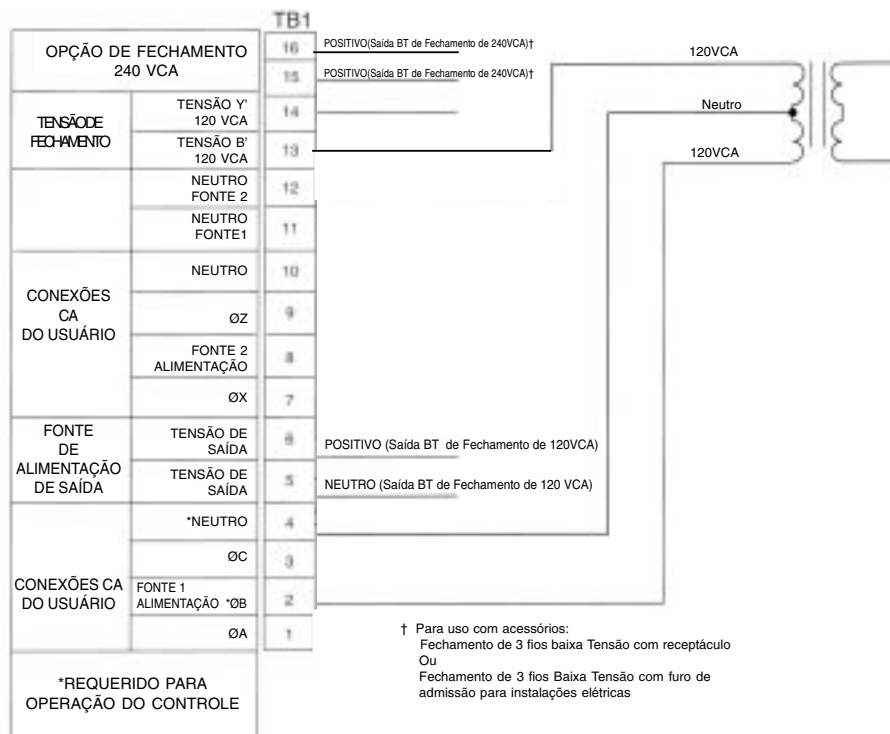 TB1
OPÇÃO DE FECHAMENTO
240 VCA
16
POSITIVO(Saída BT de Fechamento de 240VCA)†
15
POSITIVO(Saída BT de Fechamento de 240VCA)†
TENSÃO DE
FECHAMENTO
TENSÃO Y'
120 VCA
14
TENSÃO B'
120 VCA
13
NEUTRO
FONTE 2
12
NEUTRO
FONTE1
11
CONEXÕES
CA
DO USUÁRIO
NEUTRO
10
ØZ
9
FONTE 2
ALIMENTAÇÃO
8
ØX
7
FONTE
DE
ALIMENTAÇÃO
DE SAÍDA
TENSÃO DE
SAÍDA
6
POSITIVO (Saída BT de Fechamento de 120VCA)
TENSÃO DE
SAÍDA
5
NEUTRO (Saída BT de Fechamento de 120 VCA)
CONEXÕES CA
DO USUÁRIO
*NEUTRO
4
ØC
3
FONTE 1
ALIMENTAÇÃO *ØB
2
ØA
1
*REQUERIDO PARA
OPERAÇÃO DO CONTROLE
120VCA
Neutro
120VCA
† Para uso com acessórios:
Fechamento de 3 fios baixa Tensão com receptáculo
Ou
Fechamento de 3 fios Baixa Tensão com furo de
admissão para instalações elétricas